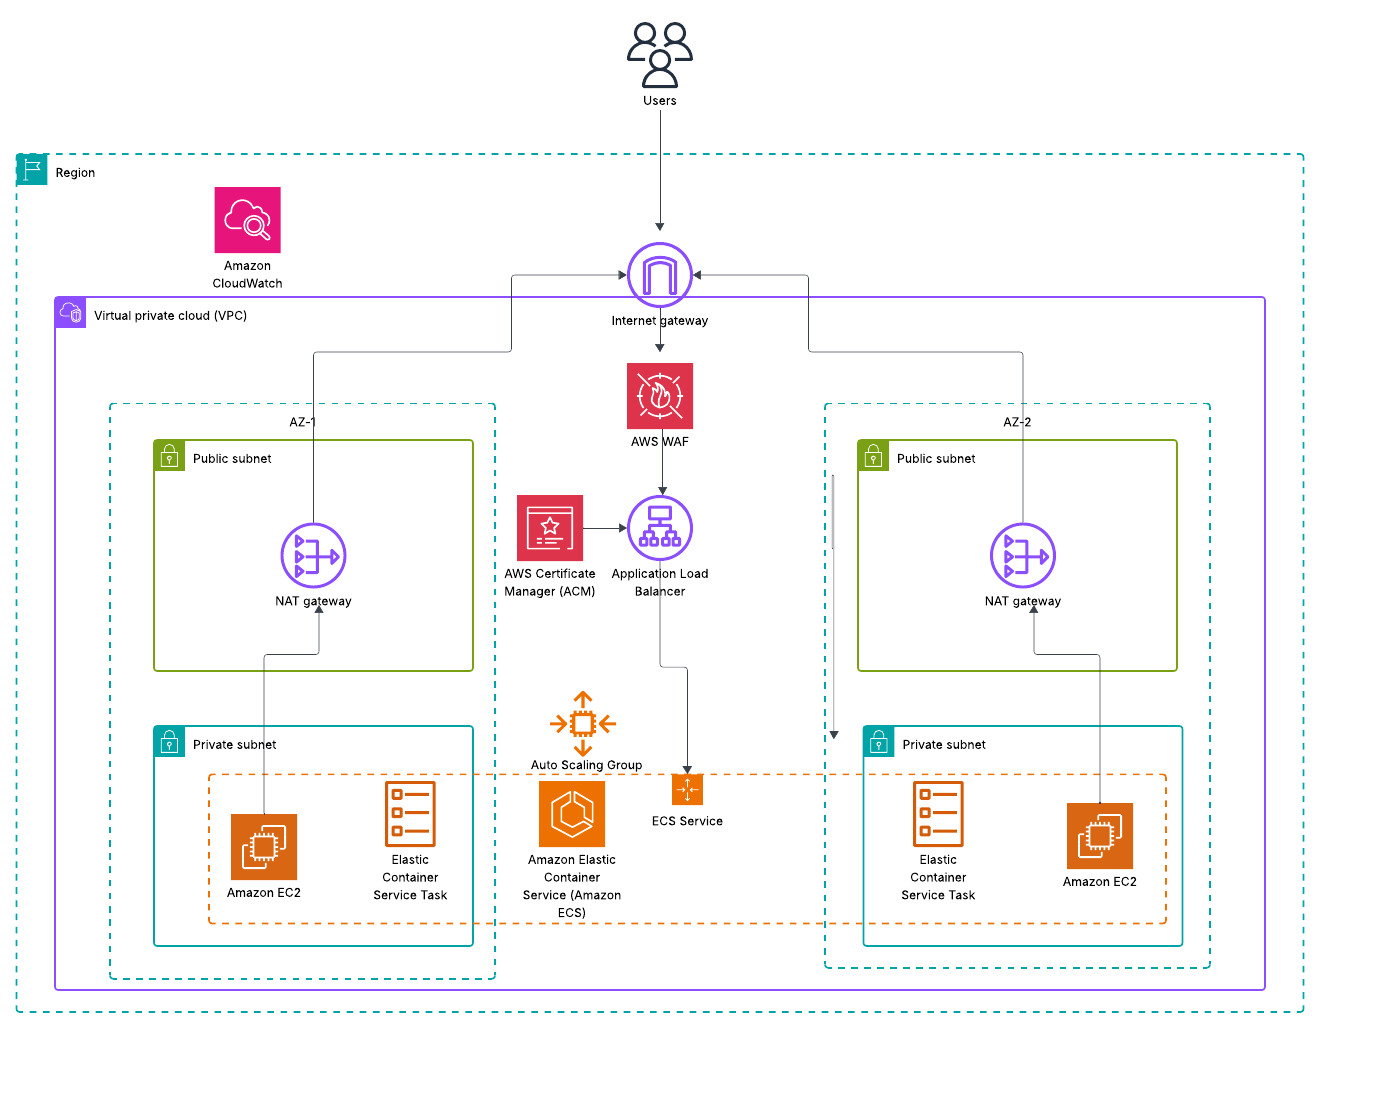 Users
Region
Amazon
CloudWatch
Virtual private cloud (VPC)
Internet gateway
AZ-1
AZ-2
AWS WAF
Public subnet
Public subnet
AWS Certificate
Manager (ACM)
Application Load
Balancer
NAT gateway
NAT gateway
Private subnet
Auto Scaling Group
Private subnet
ECS Service
Amazon EC2
Elastic
Container
Service Task
Amazon Elastic
Container
Service (Amazon
ECS)
Elastic
Container
Service Task
Amazon EC2